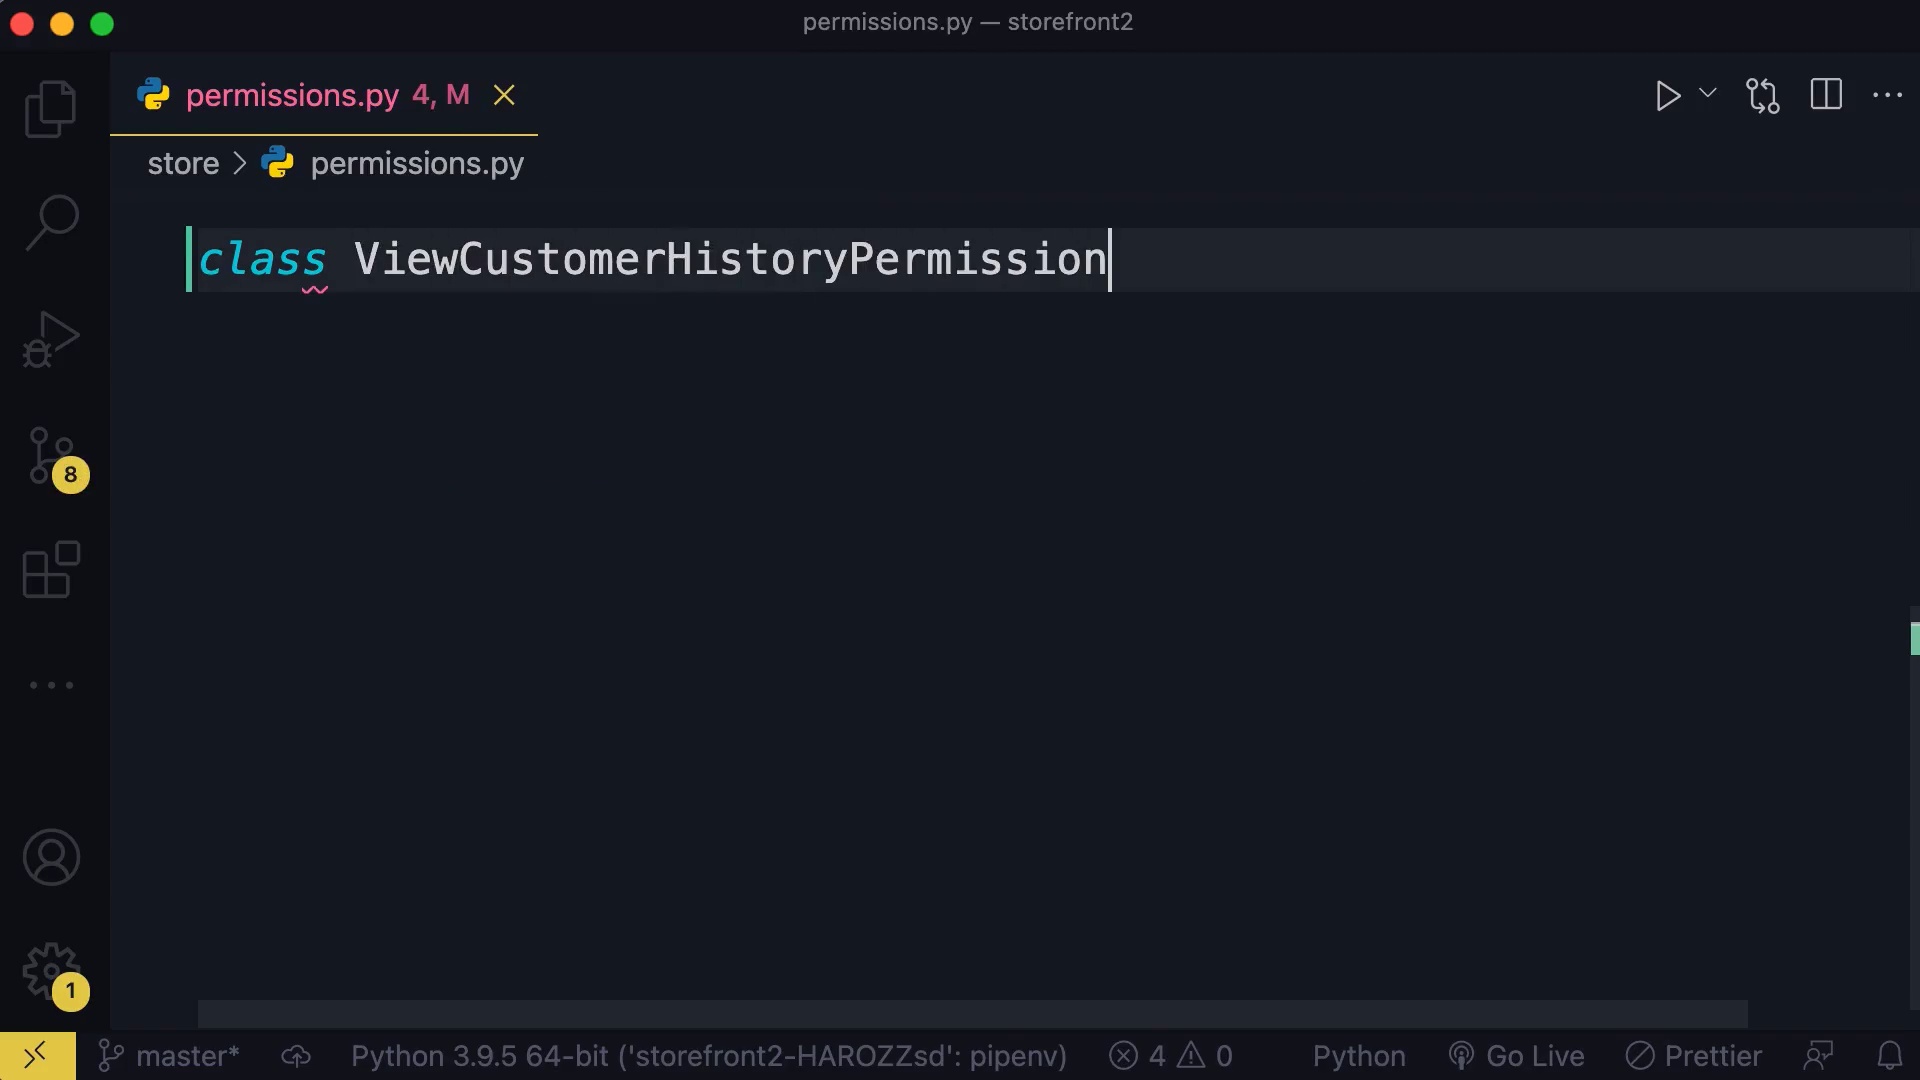 permissions.py — storefront2
permissions.py 4, M
store > permissions.py
class ViewCustomerHistoryPermission
8
1
master* Python 3.9.5 64-bit ('storefront2-HAROZZsd': pipenv) 4 0 Python Go Live Prettier